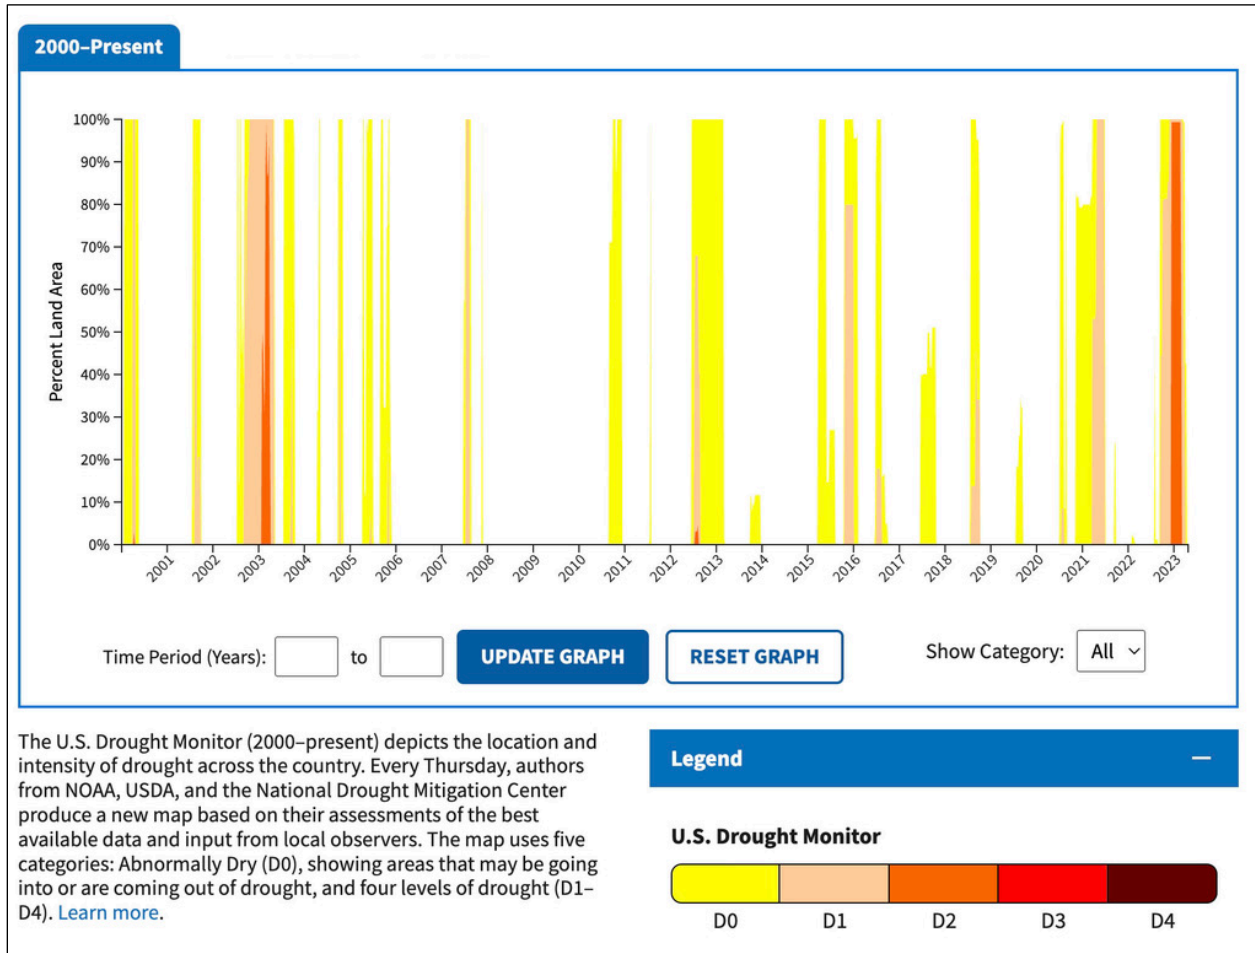 2000–Present
Percent Land Area
100%
90%
80%
70%
60%
50%
40%
30%
20%
10%
0%
2001
2002
2003
2004
2005
2006
2007
2008
2009
2010
2011
2012
2013
2014
2015
2016
2017
2018
2019
2020
2021
2022
2023
Time Period (Years):
to
UPDATE GRAPH
RESET GRAPH
Show Category:
All
The U.S. Drought Monitor (2000–present) depicts the location and
intensity of drought across the country. Every Thursday, authors
from NOAA, USDA, and the National Drought Mitigation Center
produce a new map based on their assessments of the best
available data and input from local observers. The map uses five
categories: Abnormally Dry (D0), showing areas that may be going
into or are coming out of drought, and four levels of drought (D1–
D4). Learn more.
Legend
U.S. Drought Monitor
D0
D1
D2
D3
D4